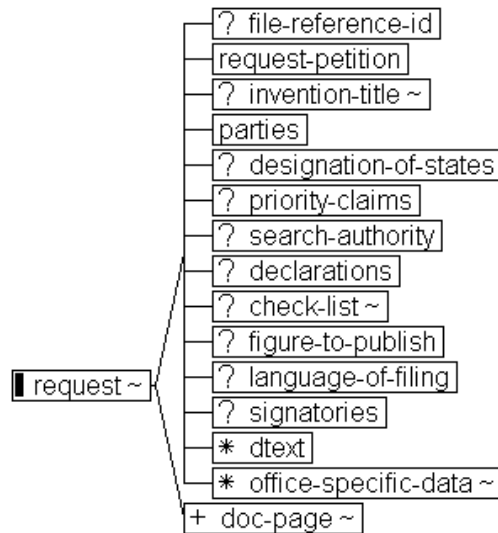 ? file-reference-id
request-petition
? invention-title ~
parties
? designation-of-states
? priority-claims
? search-authority
? declarations
? check-list ~
? figure-to-publish
request ~
? language-of-filing
? signatories
* dtext
* office-specific-data ~
+ doc-page ~